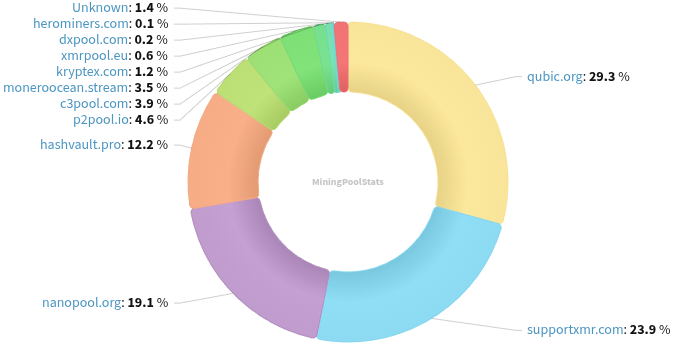 Unknown: 1.4 %
herominers.com: 0.1 %
dxpool.com: 0.2 %
xmrpool.eu: 0.6 %
kryptex.com: 1.2 %
moneroocean.stream: 3.5 %
c3pool.com: 3.9 %
p2pool.io: 4.6 %
hashvault.pro: 12.2 %
nanopool.org: 19.1 %
qubic.org: 29.3 %
supportxmr.com: 23.9 %
MiningPoolStats